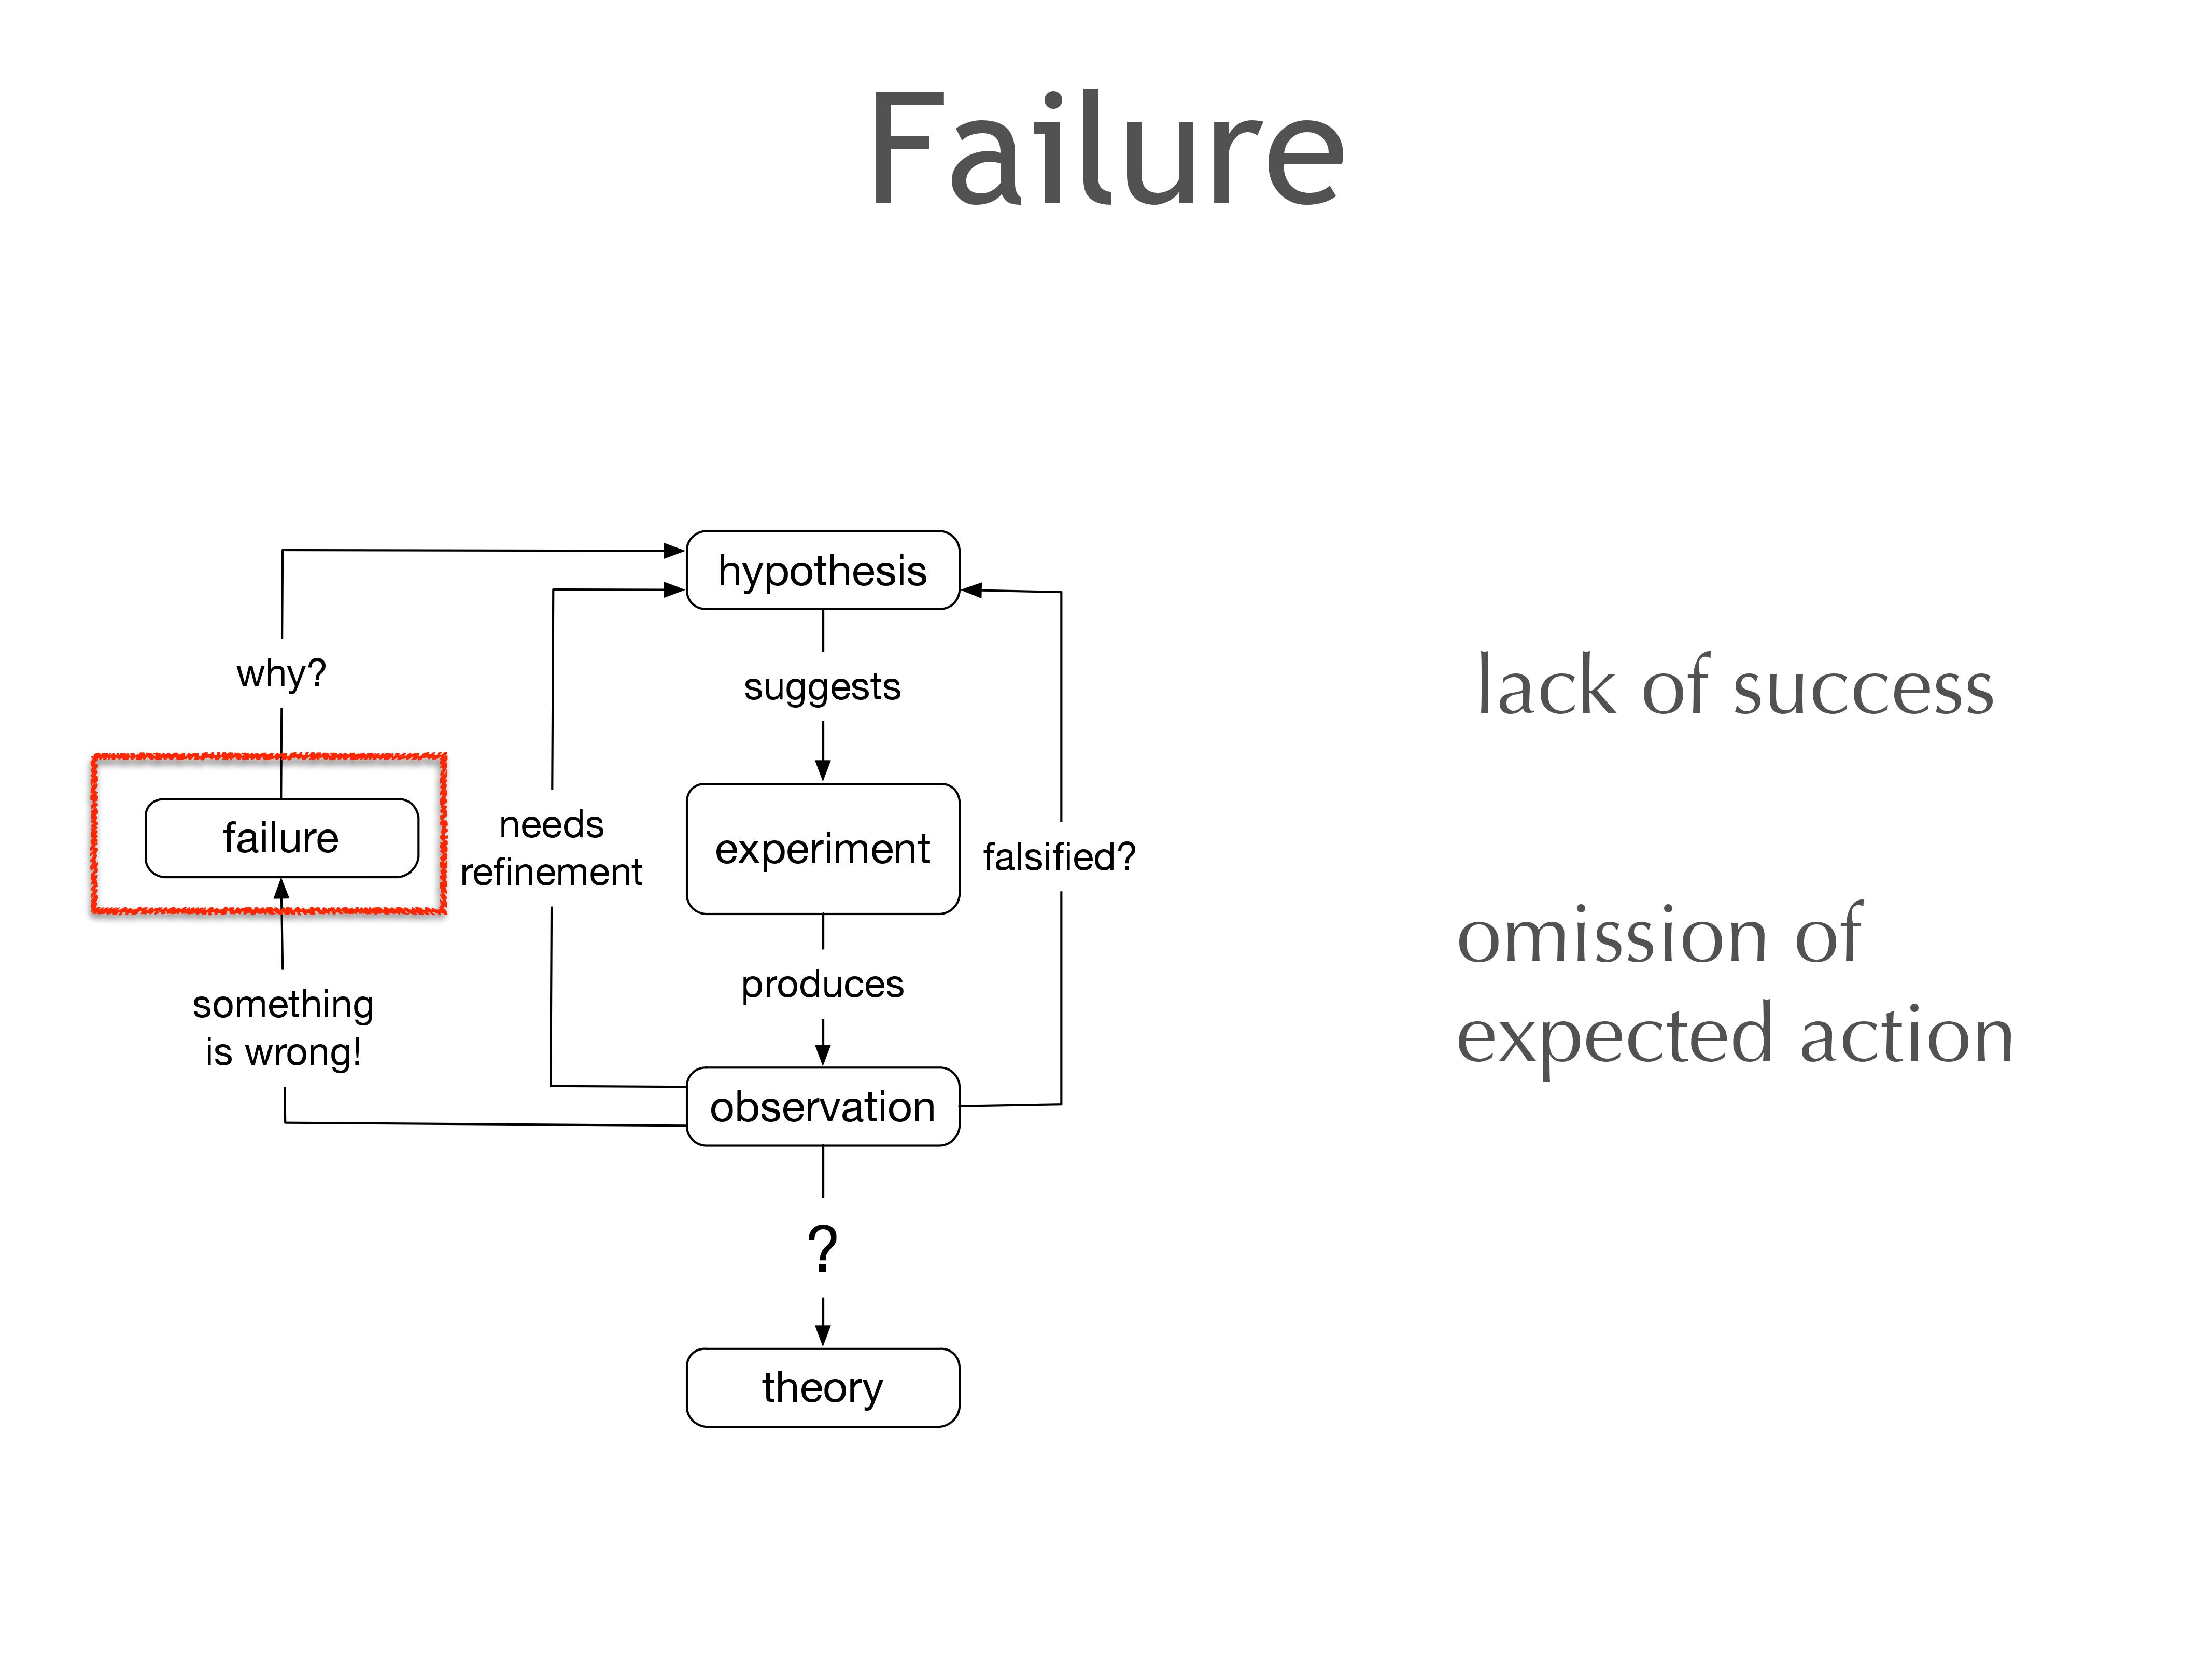 Failure
hypothesis
why?
suggests
lack of success
failure
needs
refinement
experiment
falsified?
omission of
expected action
produces
something
is wrong!
observation
?
theory